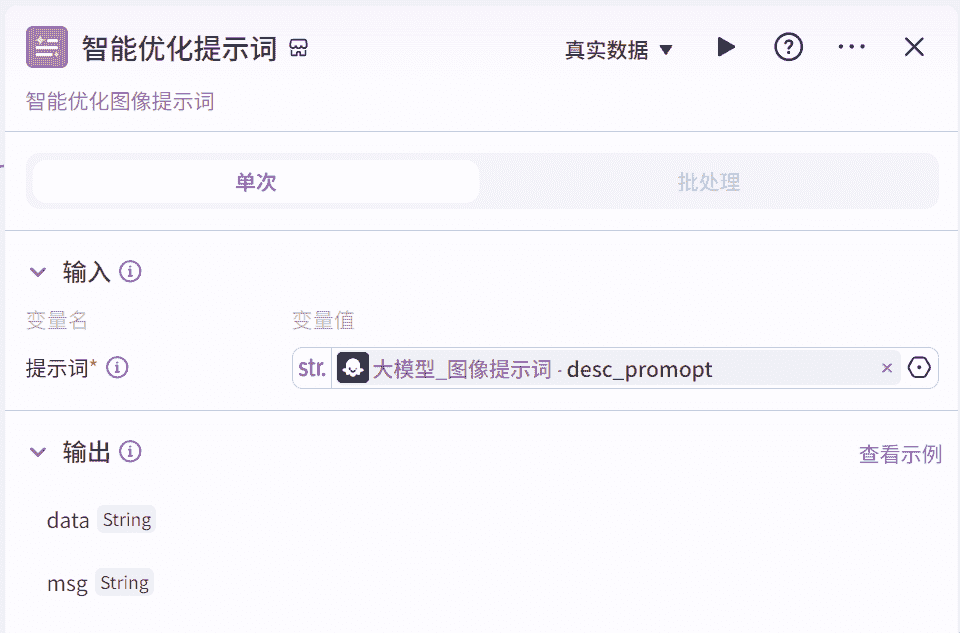 智能优化提示词
真实数据
智能优化图像提示词
单次
批处理
输入
变量名 变量值
提示词* str. 大模型_图像提示词 · desc_promopt
输出
查看示例
data String
msg String